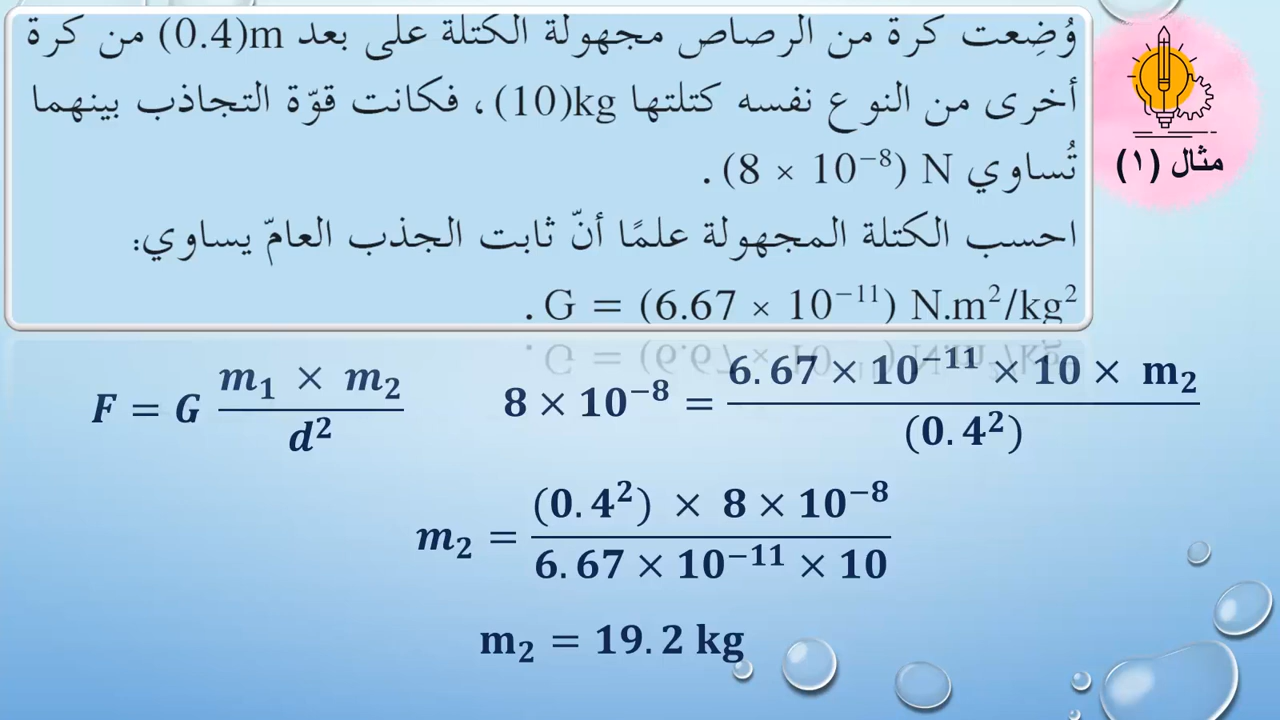 وُضِعت كرة من الرصاص مجهولة الكتلة على بعد m(0.4) من كرة
أخرى من النوع نفسه كتلتها kg(10)، فكانت قوّة التجاذب بينهما
تُساوي N (8 × 10⁻⁸).
احسب الكتلة المجهولة علمًا أنّ ثابت الجذب العامّ يساوي:
G = (6.67 × 10⁻¹¹) N.m²/kg².
مثال (١)
F = G (m₁ × m₂) / d²
8 × 10⁻⁸ = (6.67 × 10⁻¹¹ × 10 × m₂) / (0.4²)
m₂ = ((0.4²) × 8 × 10⁻⁸) / (6.67 × 10⁻¹¹ × 10)
m₂ = 19.2 kg